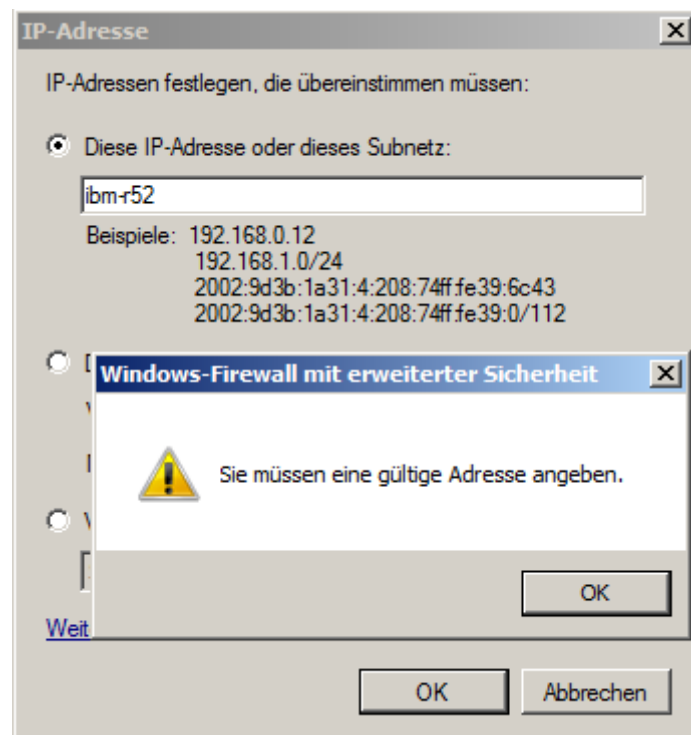 IP-Adresse
IP-Adressen festlegen, die übereinstimmen müssen:
Diese IP-Adresse oder dieses Subnetz:
ibm-r52
Beispiele: 192.168.0.12
192.168.1.0/24
2002:9d3b:1a31:4:208:74ff:fe39:6c43
2002:9d3b:1a31:4:208:74ff:fe39:0/112
Windows-Firewall mit erweiterter Sicherheit
Sie müssen eine gültige Adresse angeben.
OK
Weit
OK Abbrechen